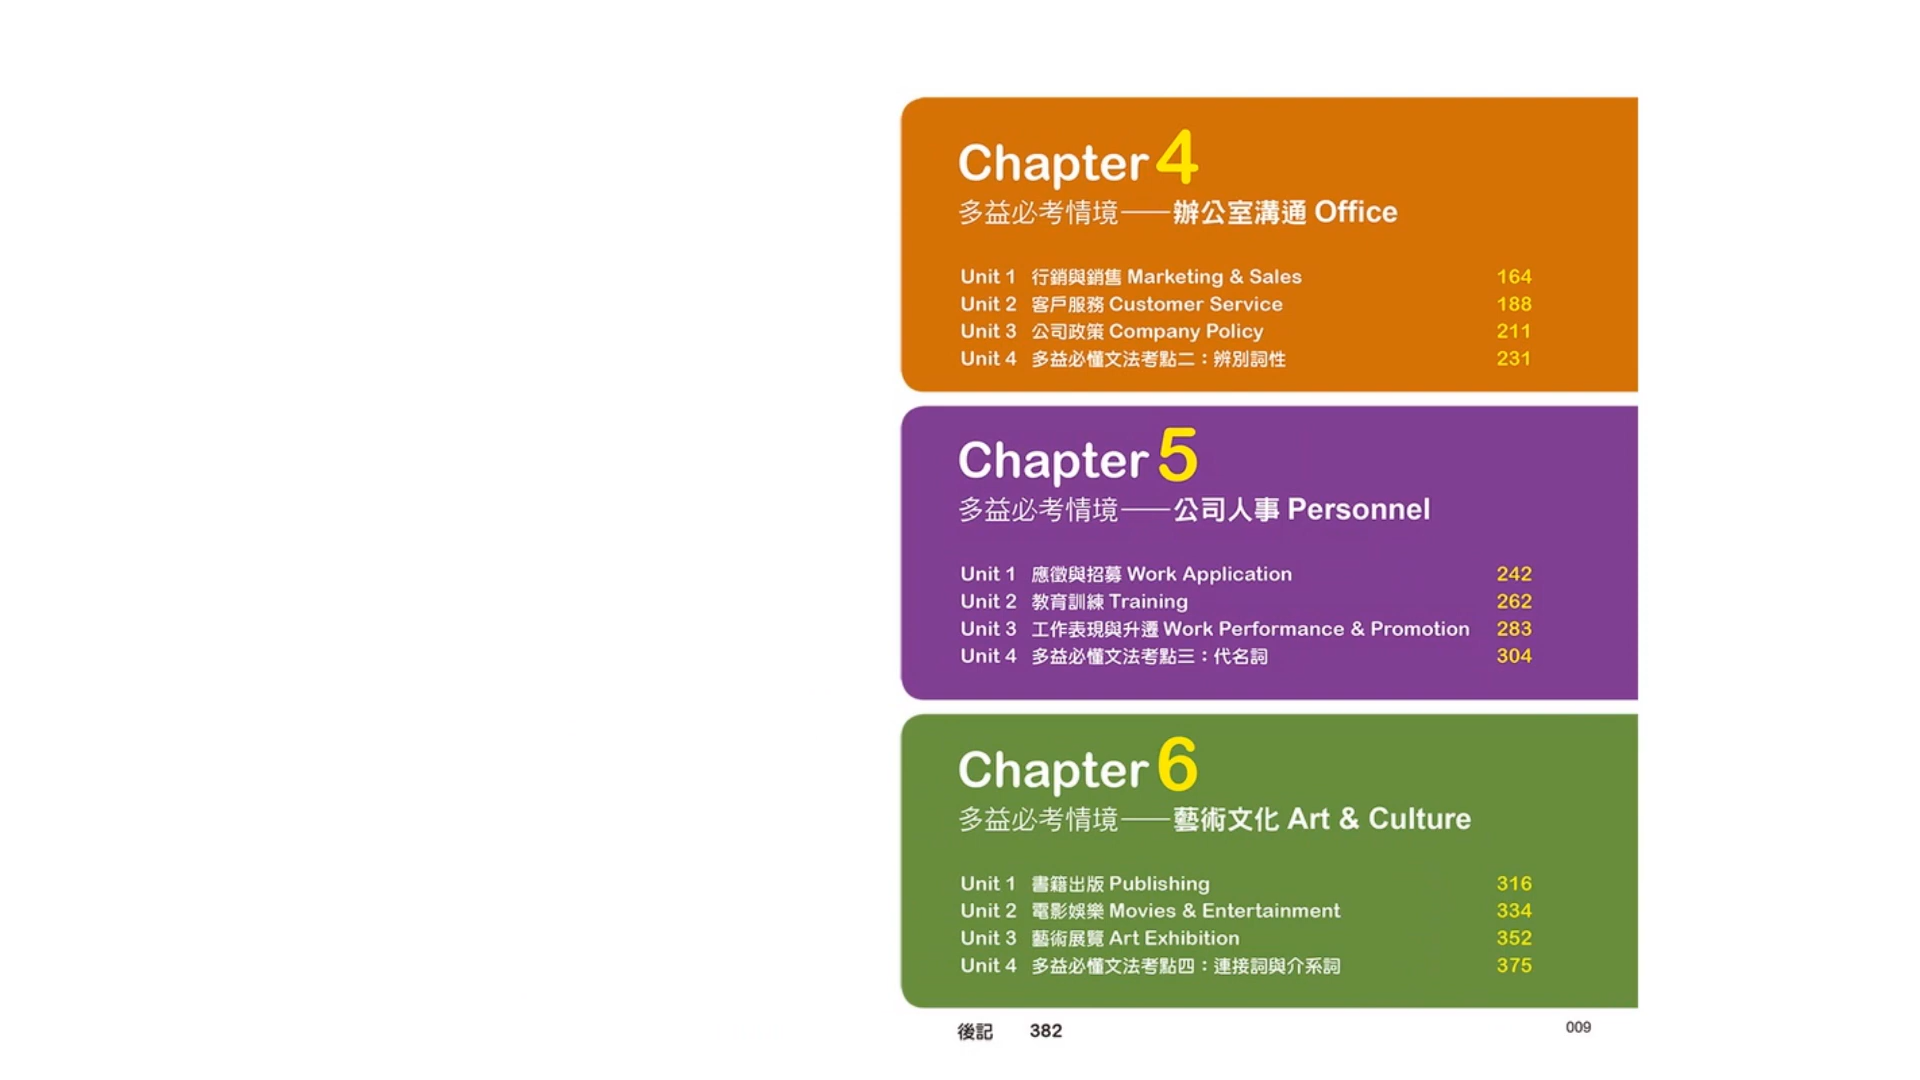 Chapter 4
多益必考情境——辦公室溝通 Office
Unit 1 行銷與銷售 Marketing & Sales 164
Unit 2 客戶服務 Customer Service 188
Unit 3 公司政策 Company Policy 211
Unit 4 多益必懂文法考點二：辨別詞性 231
Chapter 5
多益必考情境——公司人事 Personnel
Unit 1 應徵與招募 Work Application 242
Unit 2 教育訓練 Training 262
Unit 3 工作表現與升遷 Work Performance & Promotion 283
Unit 4 多益必懂文法考點三：代名詞 304
Chapter 6
多益必考情境——藝術文化 Art & Culture
Unit 1 書籍出版 Publishing 316
Unit 2 電影娛樂 Movies & Entertainment 334
Unit 3 藝術展覽 Art Exhibition 352
Unit 4 多益必懂文法考點四：連接詞與介系詞 375
後記 382
009